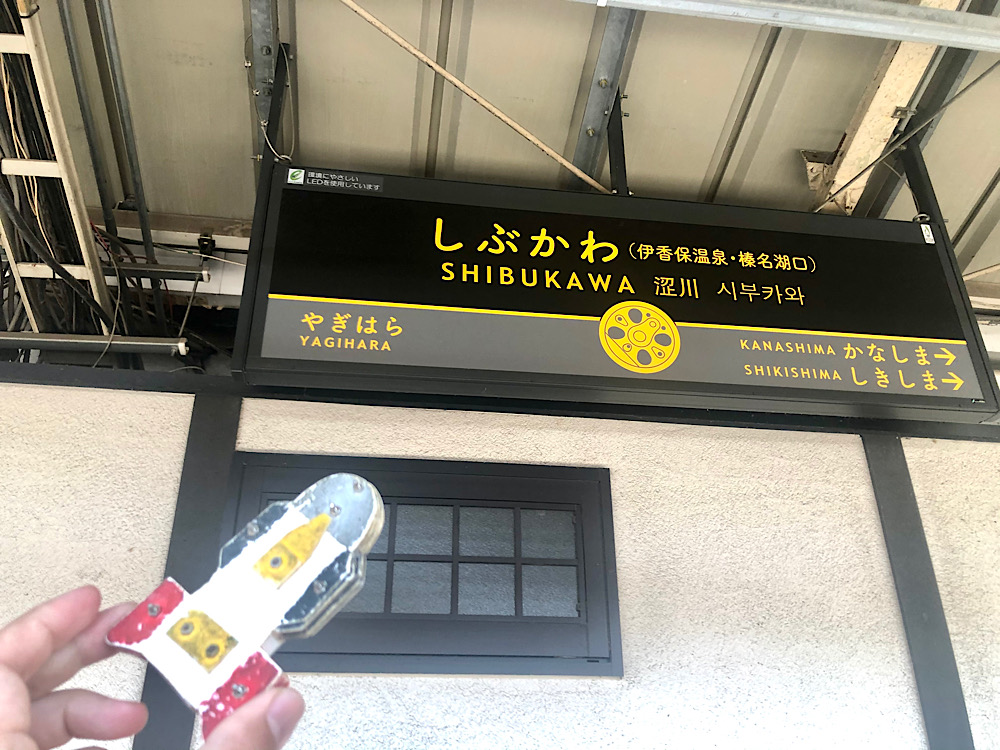 環境にやさしい
LEDを使用しています
しぶかわ（伊香保温泉・榛名湖口）
SHIBUKAWA 涩川 시부카와
やぎはら
YAGIHARA
KANASHIMA かなしま→
SHIKISHIMA しきしま→